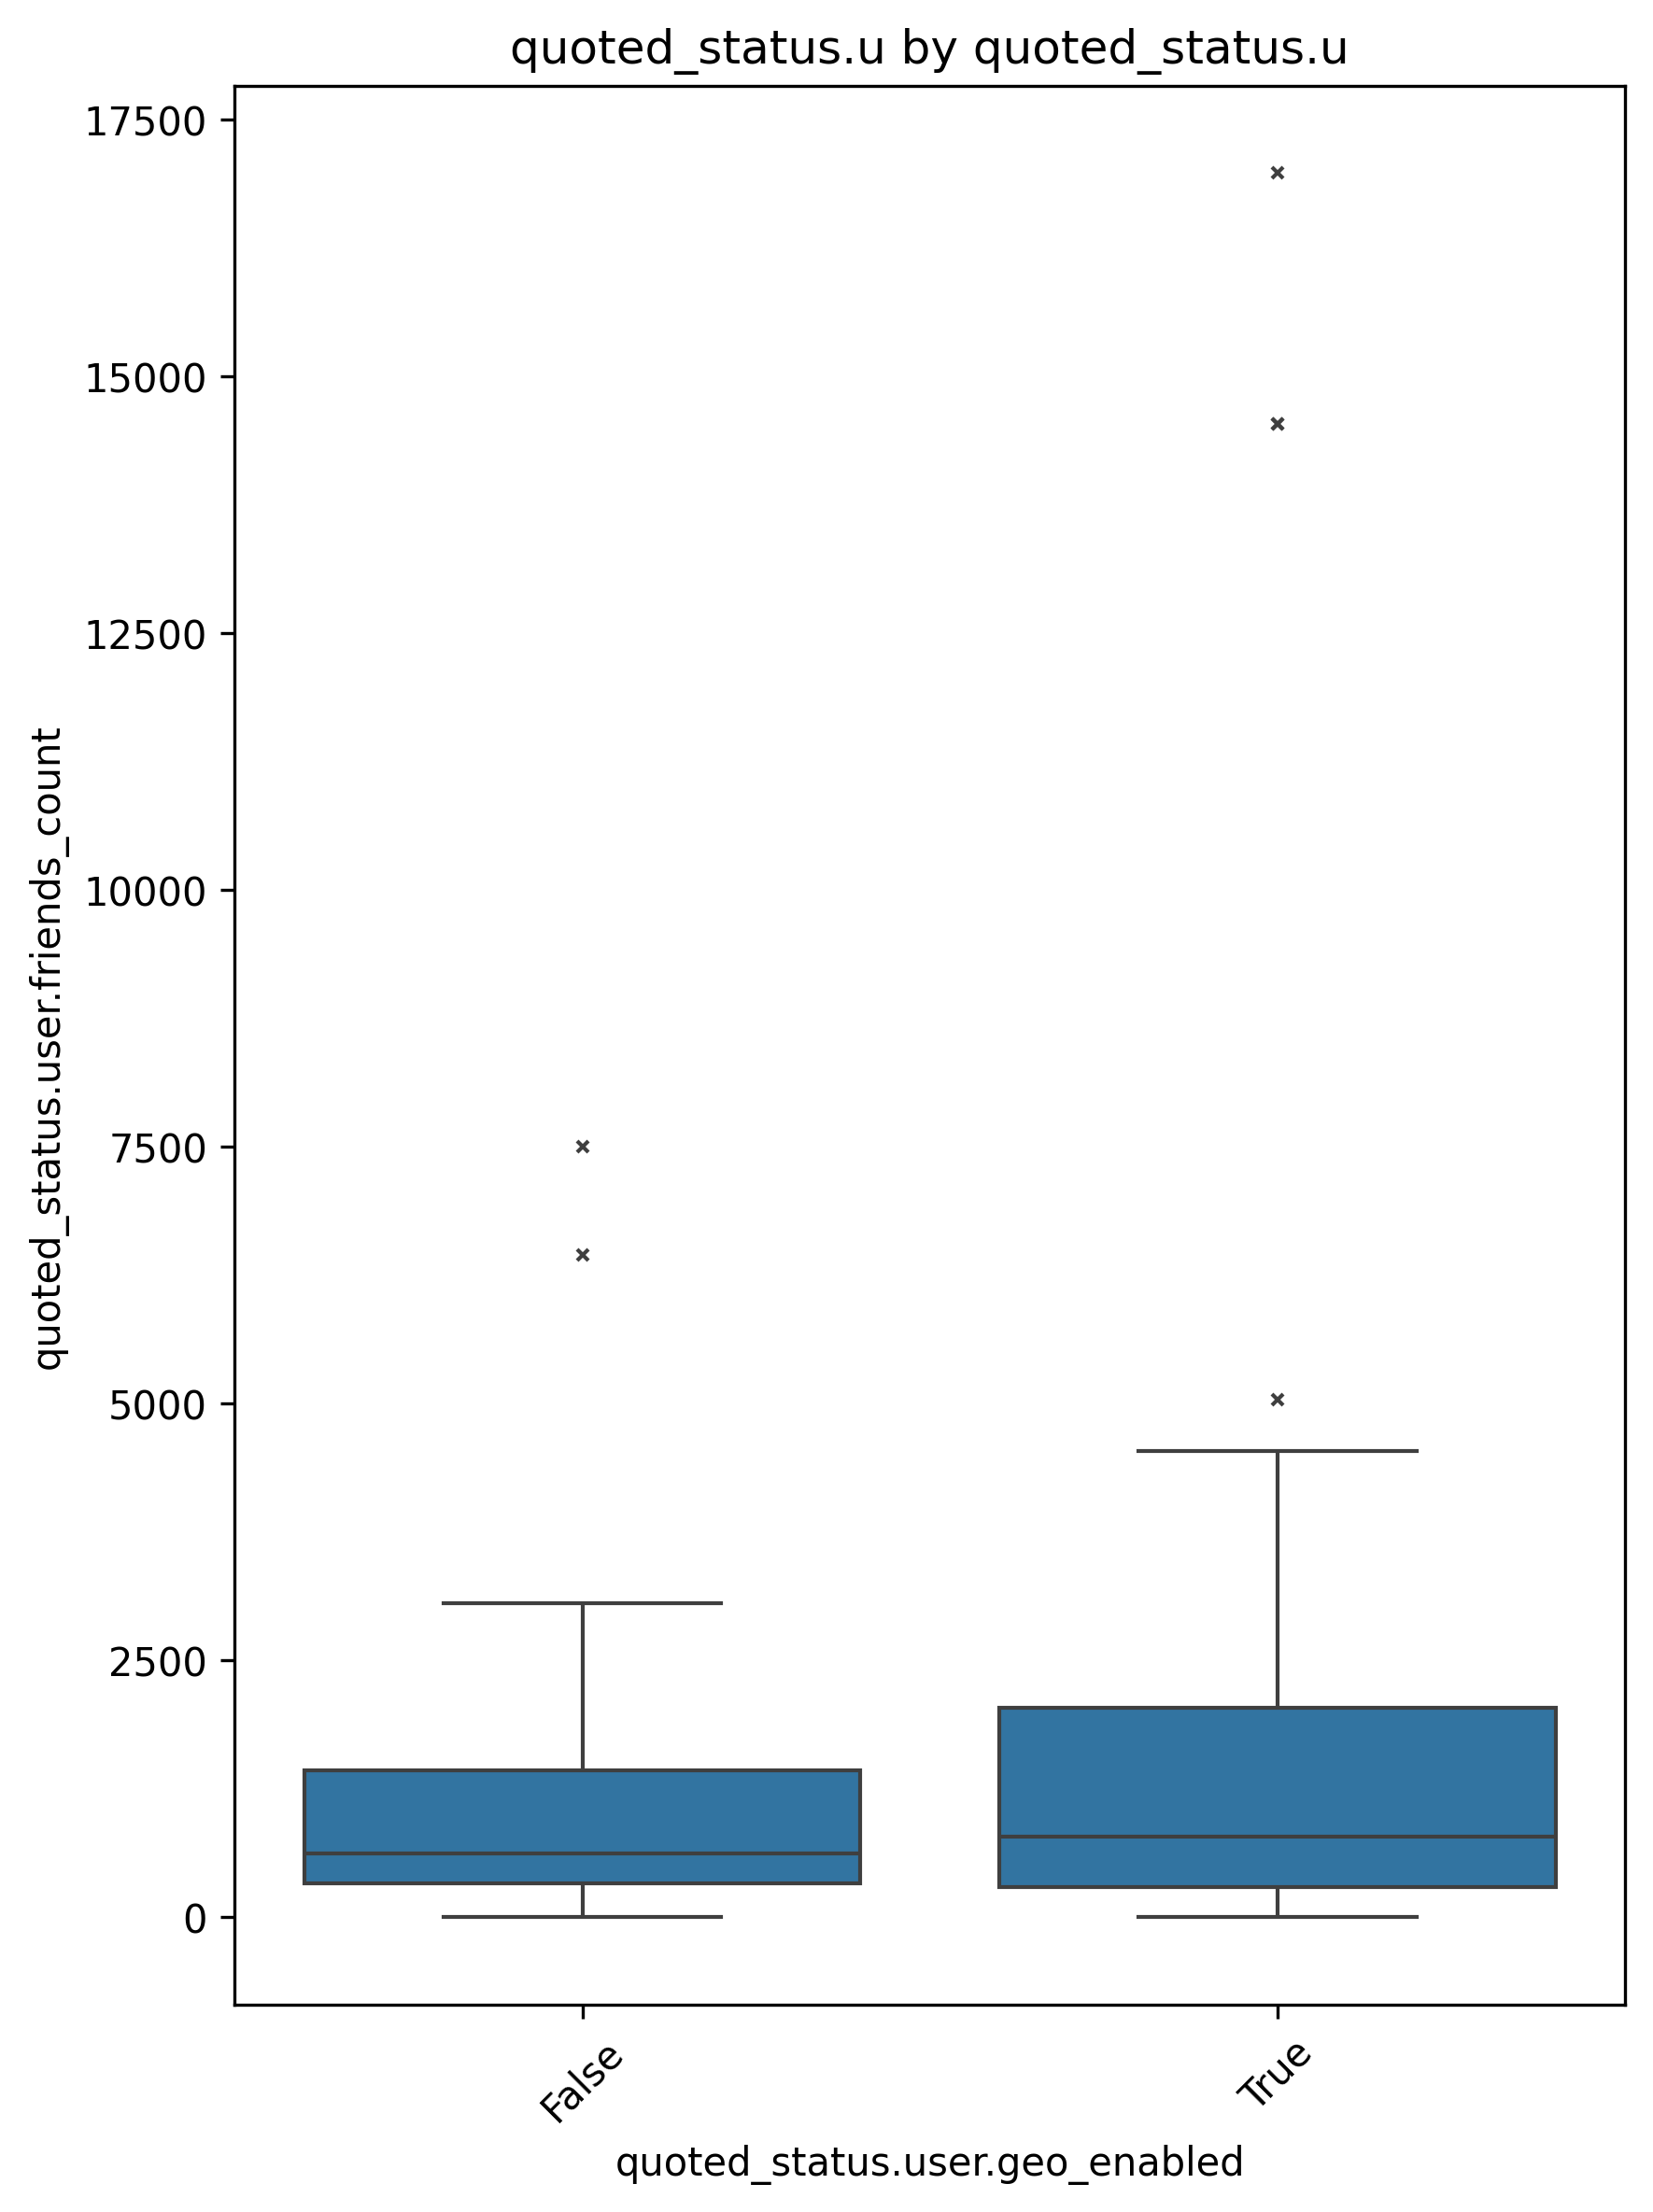 quoted_status.u by quoted_status.u
17500
15000
12500
10000
7500
5000
2500
0
quoted_status.user.friends_count
False
True
quoted_status.user.geo_enabled